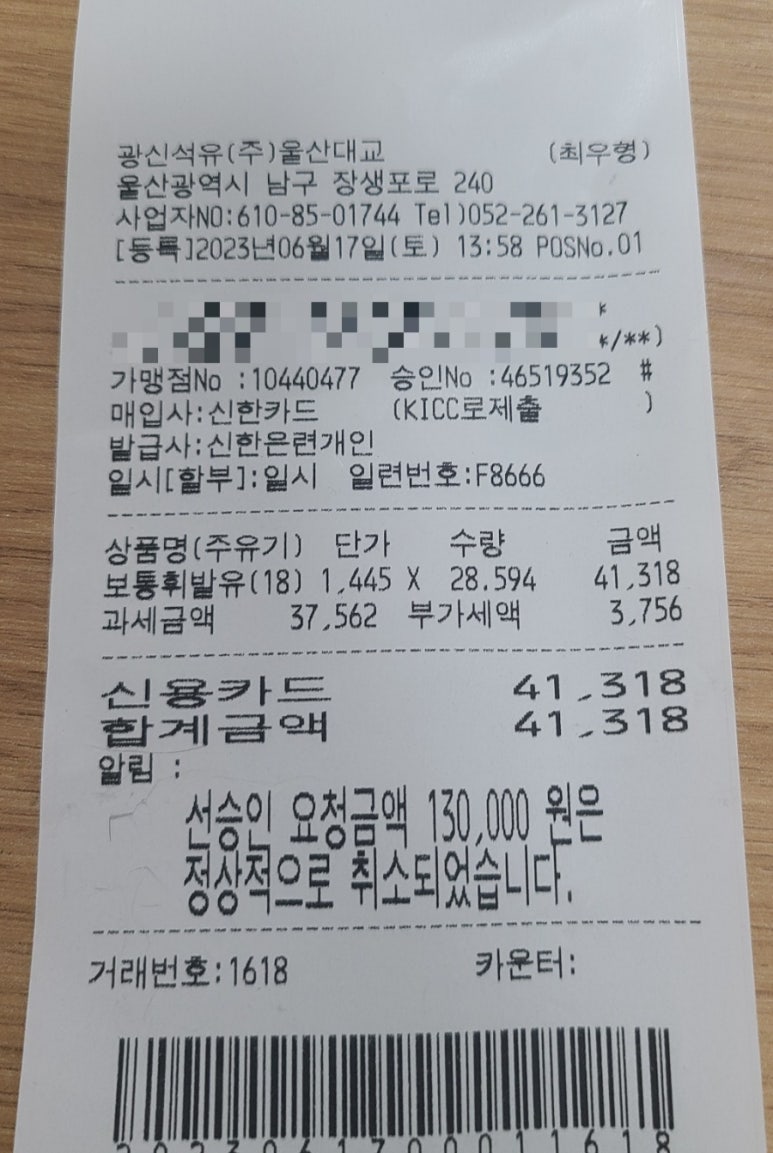 광신석유(주)울산대교 (최우형)
울산광역시 남구 장생포로 240
사업자NO:610-85-01744 Tel)052-261-3127
[등록]2023년06월17일(토) 13:58 POSNo.01
*
*/**)
가맹점No :10440477 승인No :46519352 #
매입사:신한카드 (KICC로제출 )
발급사:신한은련개인
일시[할부]:일시 일련번호:F8666
상품명(주유기) 단가 수량 금액
보통휘발유(18) 1,445 X 28.594 41,318
과세금액 37,562 부가세액 3,756
신용카드 41,318
합계금액 41,318
알림 :
선승인 요청금액 130,000 원은
정상적으로 취소되었습니다.
거래번호:1618 카운터:
2023061700011618